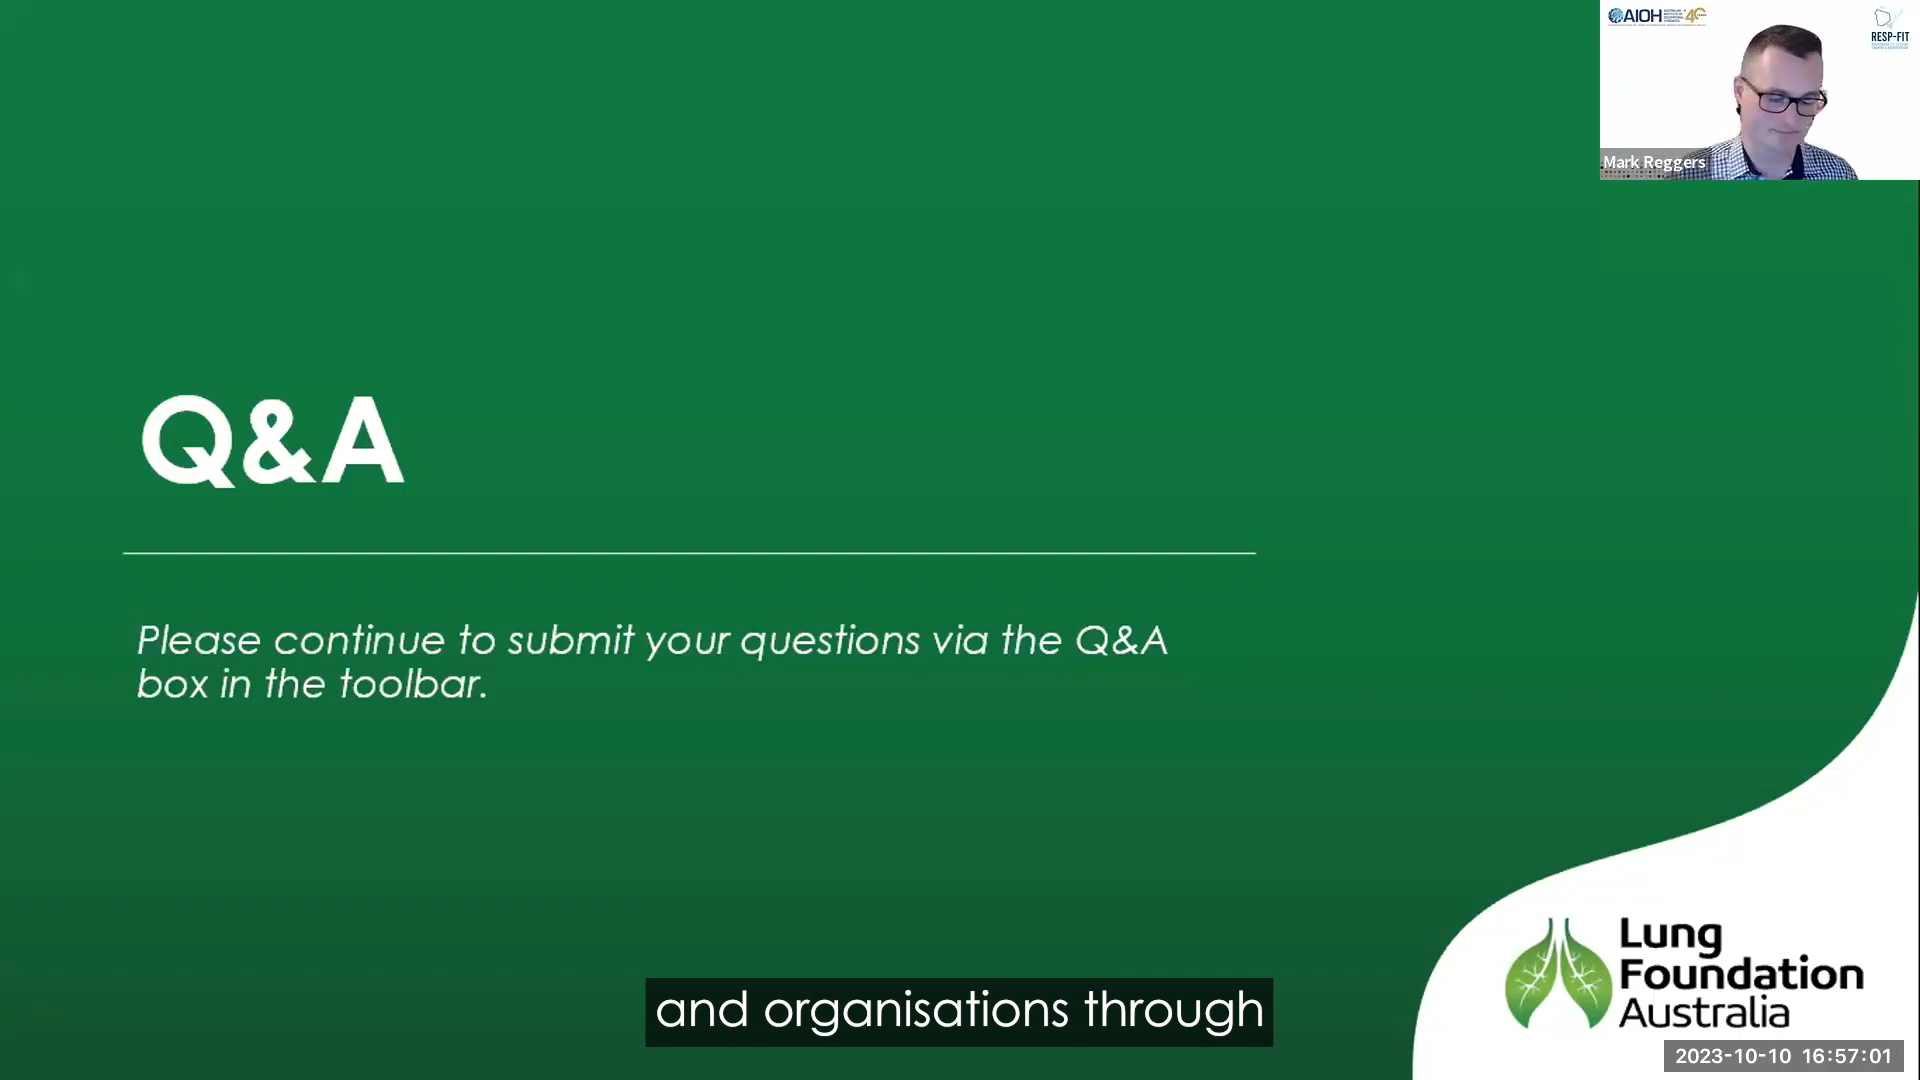 AIOH
40
RESP-FIT
Mark Reggers
Q&A
Please continue to submit your questions via the Q&A
box in the toolbar.
and organisations through
Lung
Foundation
Australia
2023-10-10 16:57:01